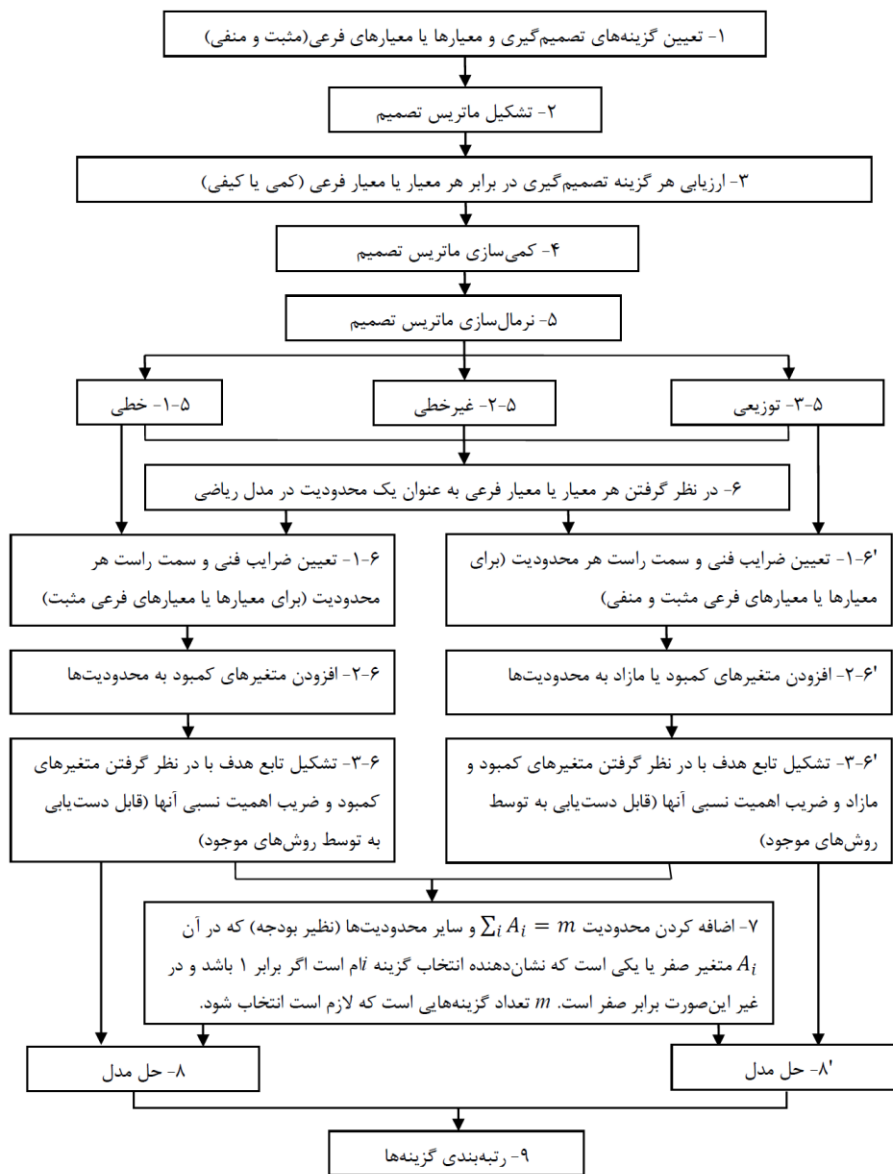 ۱- تعیین گزینه‌های تصمیم‌گیری و معیارها یا معیارهای فرعی(مثبت و منفی)
۲- تشکیل ماتریس تصمیم
۳- ارزیابی هر گزینه تصمیم‌گیری در برابر هر معیار یا معیار فرعی (کمی یا کیفی)
۴- کمی‌سازی ماتریس تصمیم
۵- نرمال‌سازی ماتریس تصمیم
۳-۵- توزیعی
۲-۵- غیرخطی
۱-۵- خطی
۶- در نظر گرفتن هر معیار یا معیار فرعی به عنوان یک محدودیت در مدل ریاضی
۱-۶'- تعیین ضرایب فنی و سمت راست هر محدودیت (برای
معیارها یا معیارهای فرعی مثبت و منفی)
۱-۶- تعیین ضرایب فنی و سمت راست هر
محدودیت (برای معیارها یا معیارهای فرعی مثبت)
۲-۶'- افزودن متغیرهای کمبود یا مازاد به محدودیت‌ها
۲-۶- افزودن متغیرهای کمبود به محدودیت‌ها
۳-۶'- تشکیل تابع هدف با در نظر گرفتن متغیرهای کمبود و
مازاد و ضریب اهمیت نسبی آنها (قابل دست‌یابی به توسط
روش‌های موجود)
۳-۶- تشکیل تابع هدف با در نظر گرفتن متغیرهای
کمبود و ضریب اهمیت نسبی آنها (قابل دست‌یابی
به توسط روش‌های موجود)
۷- اضافه کردن محدودیت ∑ᵢ Aᵢ = m و سایر محدودیت‌ها (نظیر بودجه) که در آن
Aᵢ متغیر صفر یا یکی است که نشان‌دهنده انتخاب گزینه iام است اگر برابر ۱ باشد و در
غیر این‌صورت برابر صفر است. m تعداد گزینه‌هایی است که لازم است انتخاب شود.
۸'- حل مدل
۸- حل مدل
۹- رتبه‌بندی گزینه‌ها